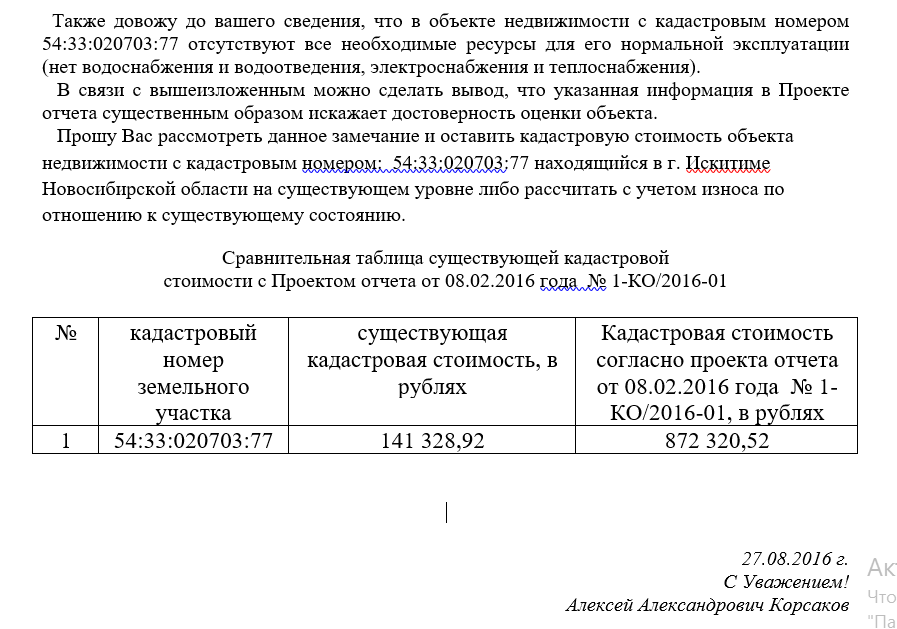 Также довожу до вашего сведения, что в объекте недвижимости с кадастровым номером
54:33:020703:77 отсутствуют все необходимые ресурсы для его нормальной эксплуатации
(нет водоснабжения и водоотведения, электроснабжения и теплоснабжения).
В связи с вышеизложенным можно сделать вывод, что указанная информация в Проекте
отчета существенным образом искажает достоверность оценки объекта.
Прошу Вас рассмотреть данное замечание и оставить кадастровую стоимость объекта
недвижимости с кадастровым номером: 54:33:020703:77 находящийся в г. Искитиме
Новосибирской области на существующем уровне либо рассчитать с учетом износа по
отношению к существующему состоянию.
Сравнительная таблица существующей кадастровой
стоимости с Проектом отчета от 08.02.2016 года № 1-КО/2016-01
№
кадастровый
номер
земельного
участка
существующая
кадастровая стоимость, в
рублях
Кадастровая стоимость
согласно проекта отчета
от 08.02.2016 года № 1-
КО/2016-01, в рублях
1 54:33:020703:77 141 328,92 872 320,52
27.08.2016 г.
С Уважением!
Алексей Александрович Корсаков
Ак
Что
"Па